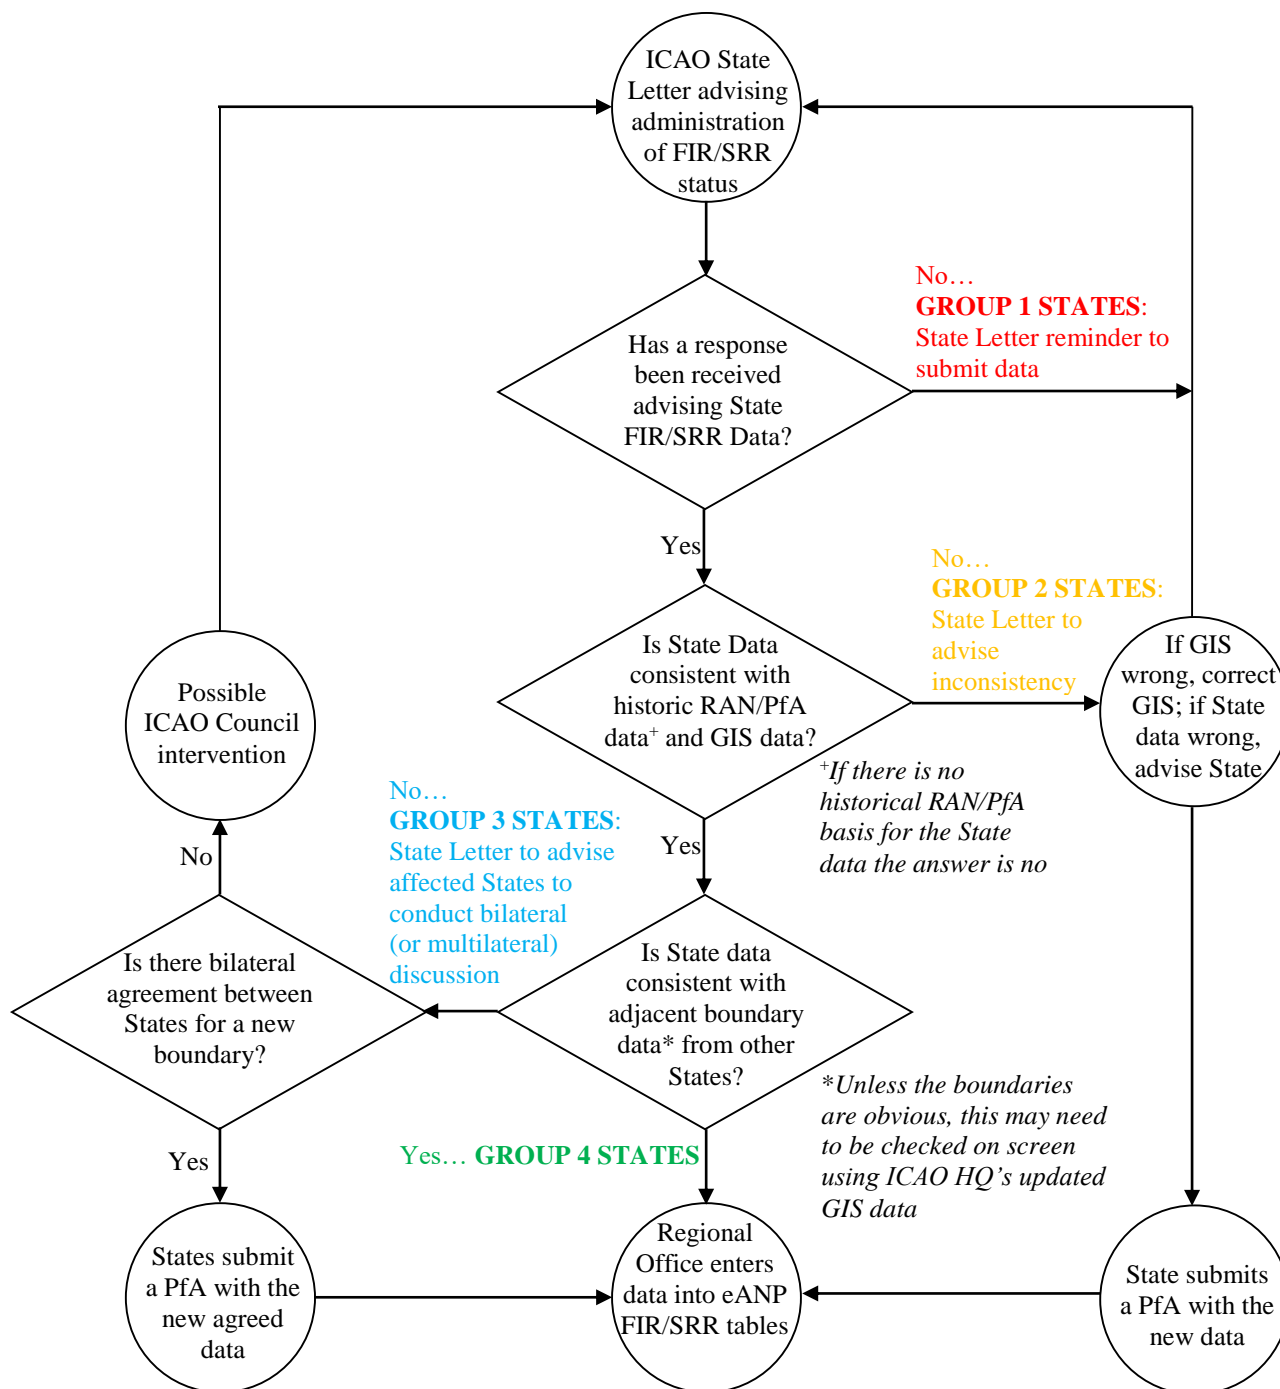 ICAO State
Letter advising
administration
of FIR/SRR
status
No…
GROUP 1 STATES:
State Letter reminder to
submit data
Has a response
been received
advising State
FIR/SRR Data?
Yes
No…
GROUP 2 STATES:
State Letter to
advise
inconsistency
Is State Data
consistent with
historic RAN/PfA
data+ and GIS data?
If GIS
wrong, correct
GIS; if State
data wrong,
advise State
Possible
ICAO Council
intervention
+If there is no
historical RAN/PfA
basis for the State
data the answer is no
No…
GROUP 3 STATES:
State Letter to advise
affected States to
conduct bilateral
(or multilateral)
discussion
Yes
No
Is there bilateral
agreement between
States for a new
boundary?
Is State data
consistent with
adjacent boundary
data* from other
States?
*Unless the boundaries
are obvious, this may need
to be checked on screen
using ICAO HQ’s updated
GIS data
Yes
Yes… GROUP 4 STATES
States submit
a PfA with the
new agreed
data
Regional
Office enters
data into eANP
FIR/SRR tables
State submits
a PfA with the
new data